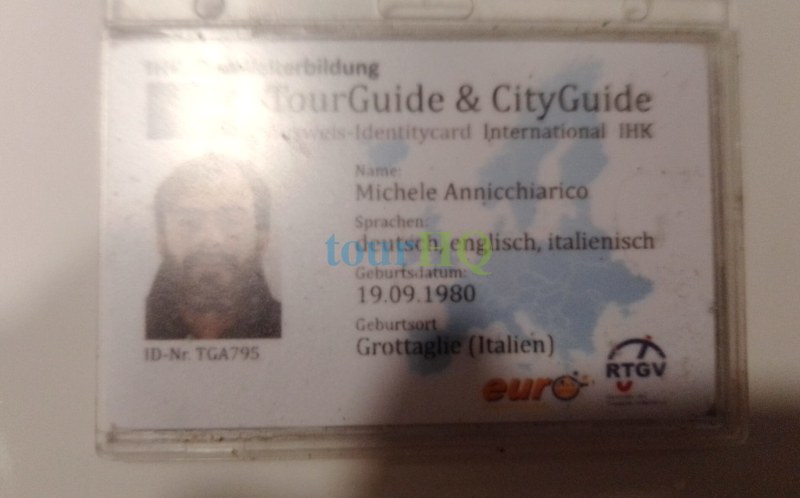 TourGuide & CityGuide
Identitycard International IHK
Name:
Michele Annicchiarico
Sprachen:
deutsch, englisch, italienisch
tourHQ
Geburtsdatum:
19.09.1980
Geburtsort
Grottaglie (Italien)
ID-Nr. TGA795
euro
RTGV